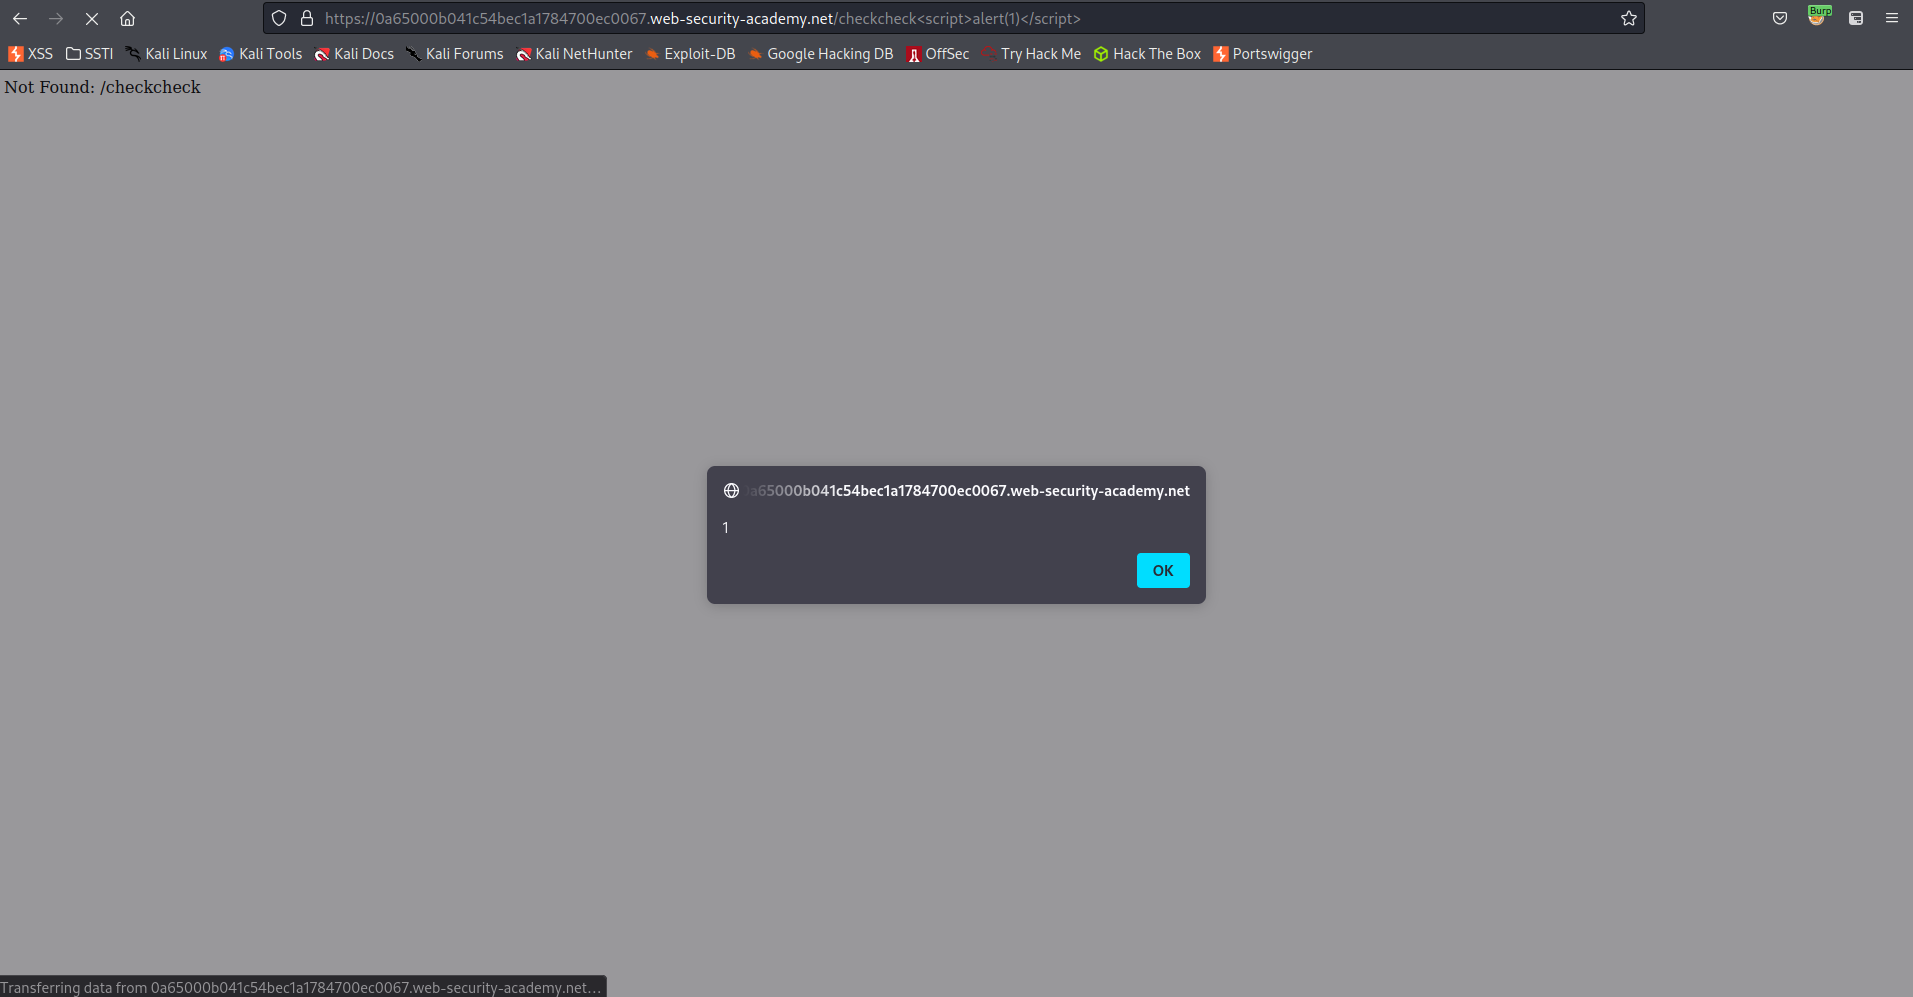 Burp
https://0a65000b041c54bec1a1784700ec0067.web-security-academy.net/checkcheck<script>alert(1)</script>
XSS SSTI Kali Linux Kali Tools Kali Docs Kali Forums Kali NetHunter Exploit-DB Google Hacking DB OffSec Try Hack Me Hack The Box Portswigger
Not Found: /checkcheck
0a65000b041c54bec1a1784700ec0067.web-security-academy.net
1
OK
Transferring data from 0a65000b041c54bec1a1784700ec0067.web-security-academy.net…